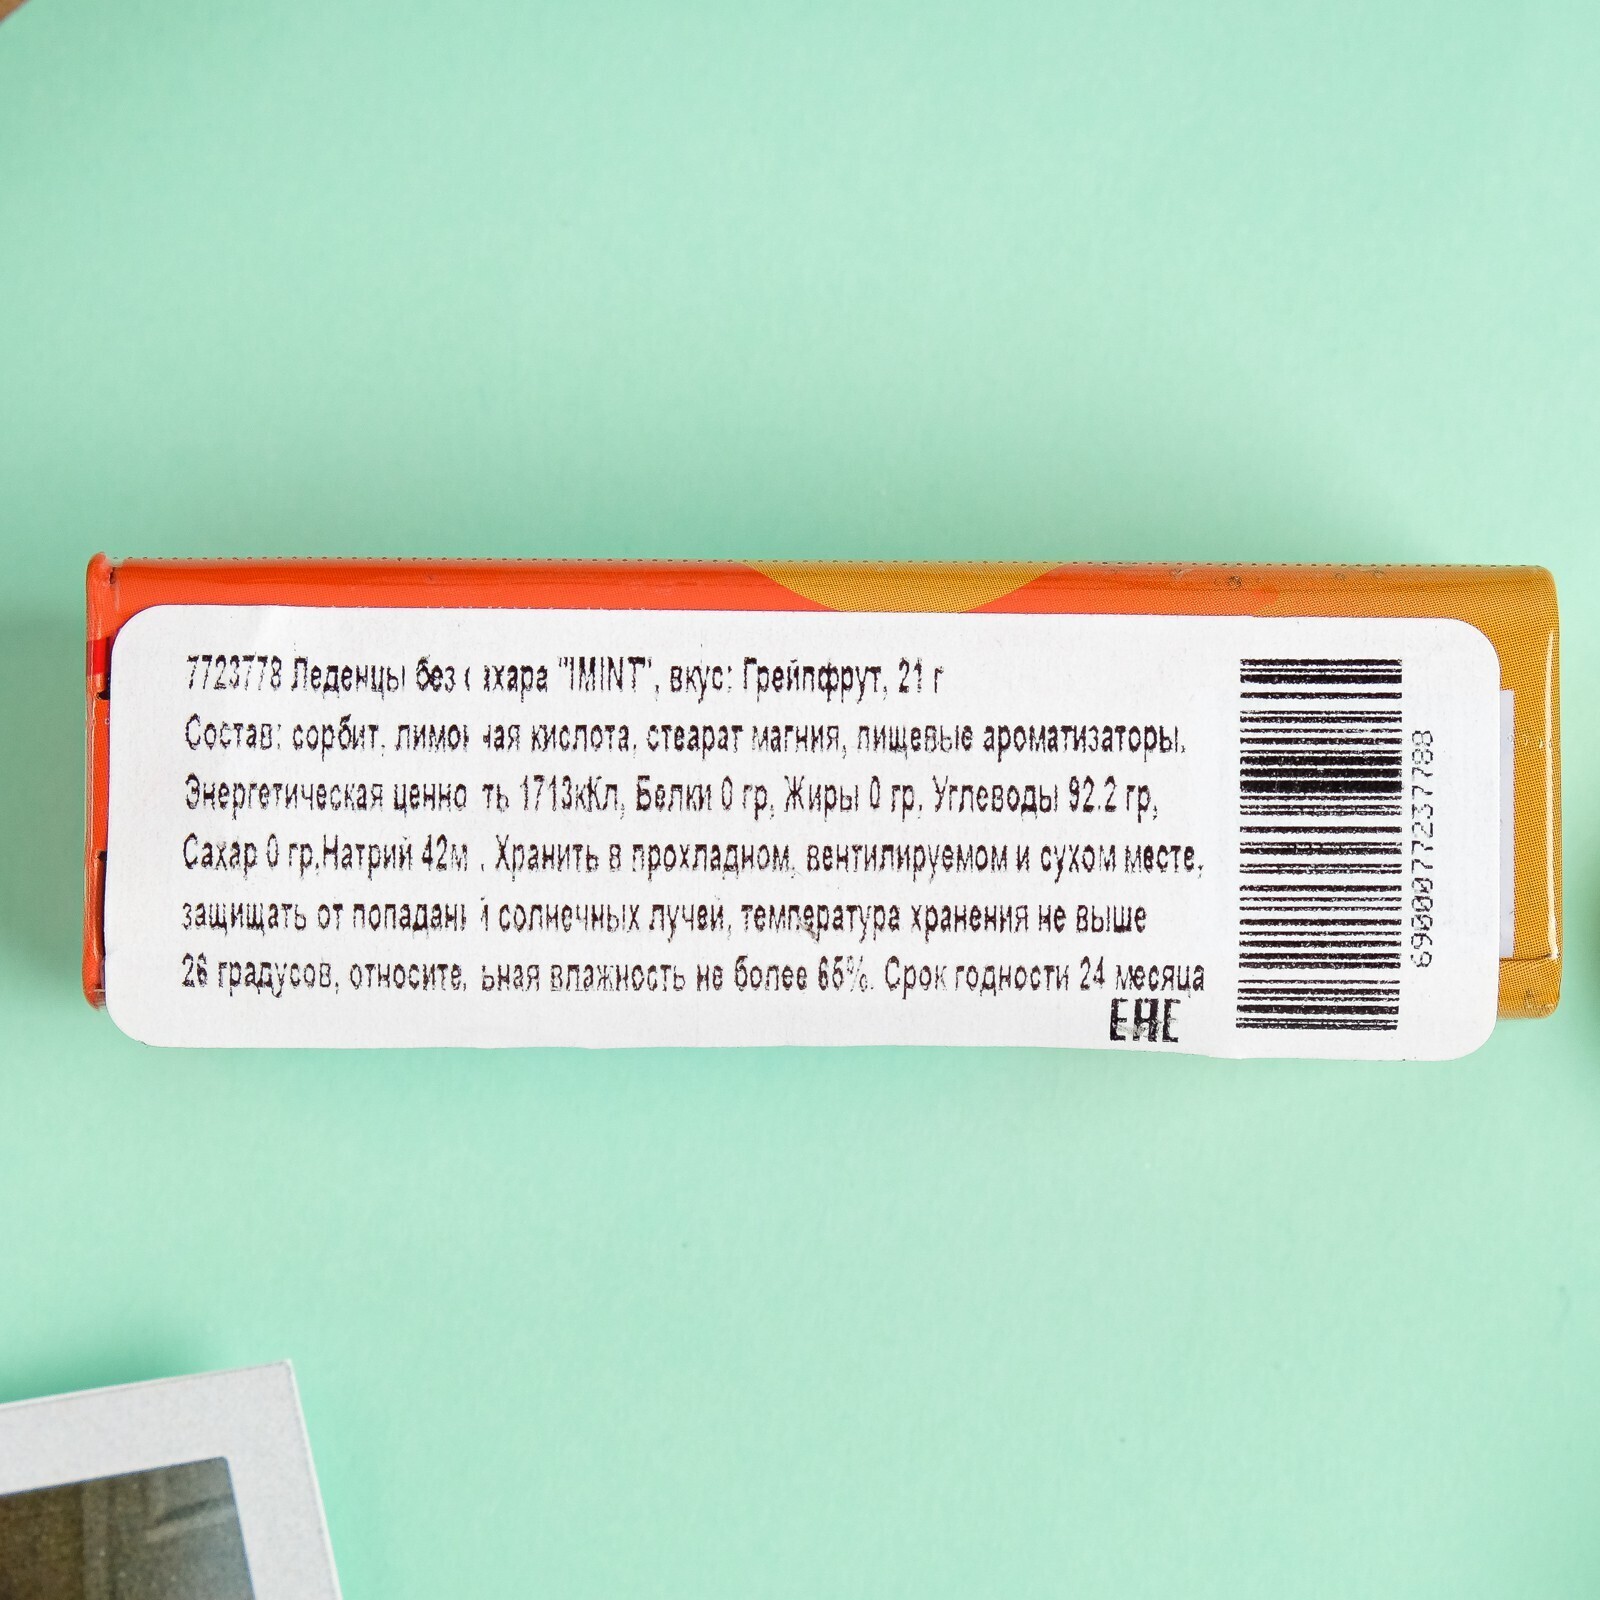 7723778 Леденцы без сахара "IMINT", вкус: Грейпфрут, 21 г
Состав: сорбит, лимонная кислота, стеарат магния, пищевые ароматизаторы.
Энергетическая ценность 1713кКл, Белки 0 гр, Жиры 0 гр, Углеводы 92.2 гр,
Сахар 0 гр,Натрий 42м . Хранить в прохладном, вентилируемом и сухом месте,
защищать от попадан й солнечных лучей, температура хранения не выше
26 градусов, относительная влажность не более 65%. Срок годности 24 месяца
EAC
6900077237788